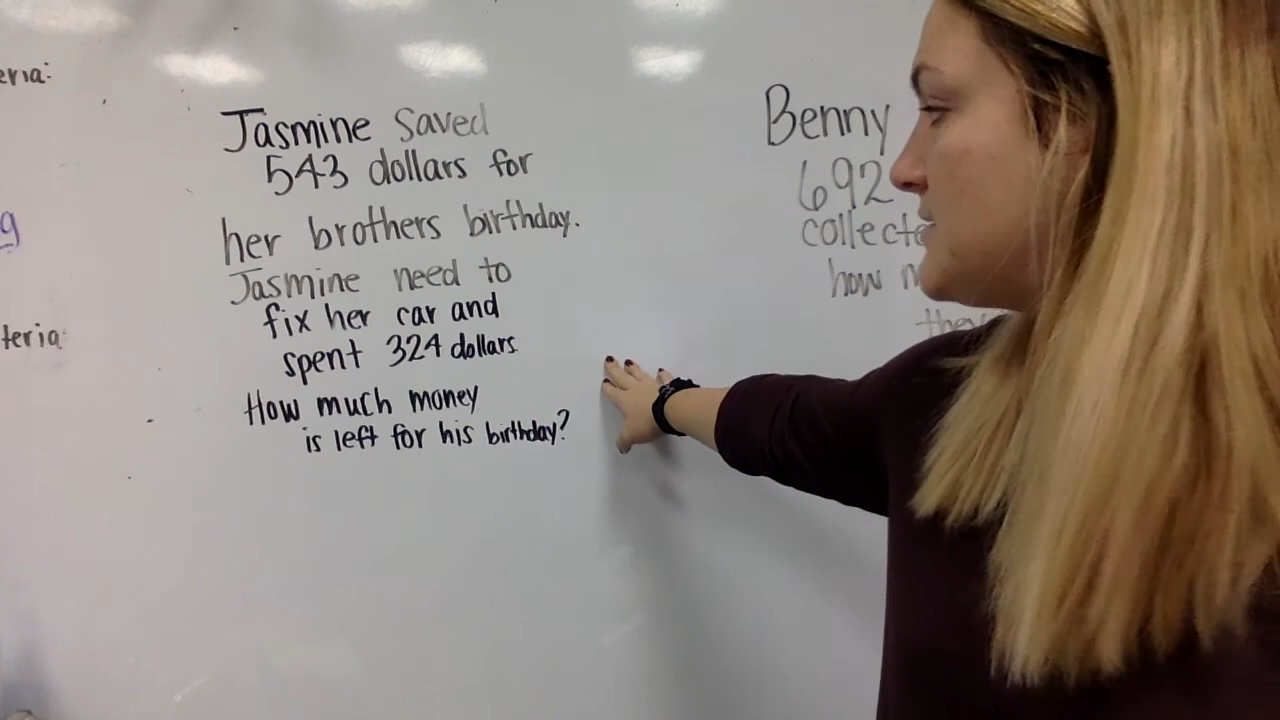 eria:
g
teria:
Jasmine saved
543 dollars for
her brothers birthday.
Jasmine need to
fix her car and
spent 324 dollars.
How much money
is left for his birthday?
Benny
692
collecte
how m
they